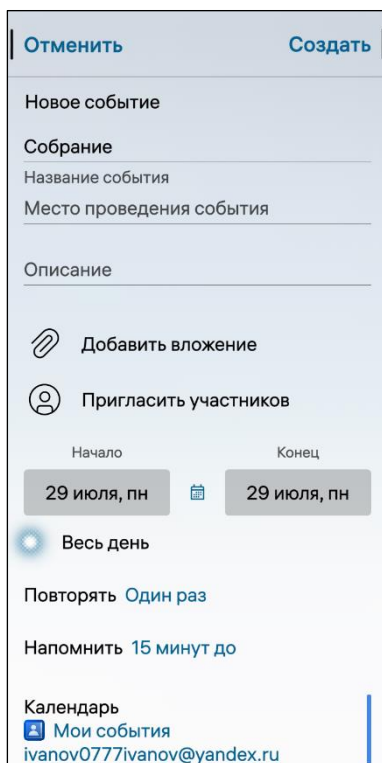 Отменить Создать
Новое событие
Собрание
Название события
Место проведения события
Описание
Добавить вложение
Пригласить участников
Начало Конец
29 июля, пн 29 июля, пн
Весь день
Повторять Один раз
Напомнить 15 минут до
Календарь
Мои события
ivanov0777ivanov@yandex.ru